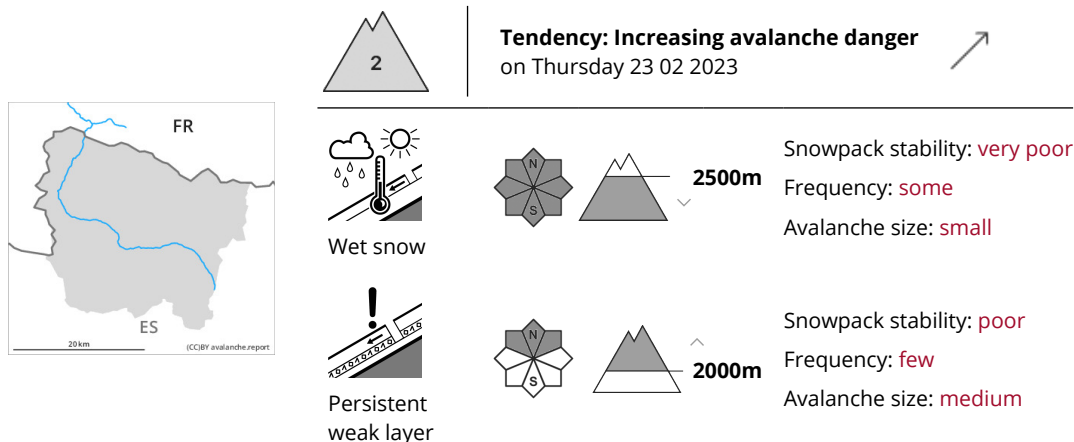 2
Tendency: Increasing avalanche danger
on Thursday 23 02 2023
FR
ES
20 km
(CC)BY avalanche.report
Wet snow
N
S
2500m
Snowpack stability: very poor
Frequency: some
Avalanche size: small
Persistent
weak layer
N
S
2000m
Snowpack stability: poor
Frequency: few
Avalanche size: medium